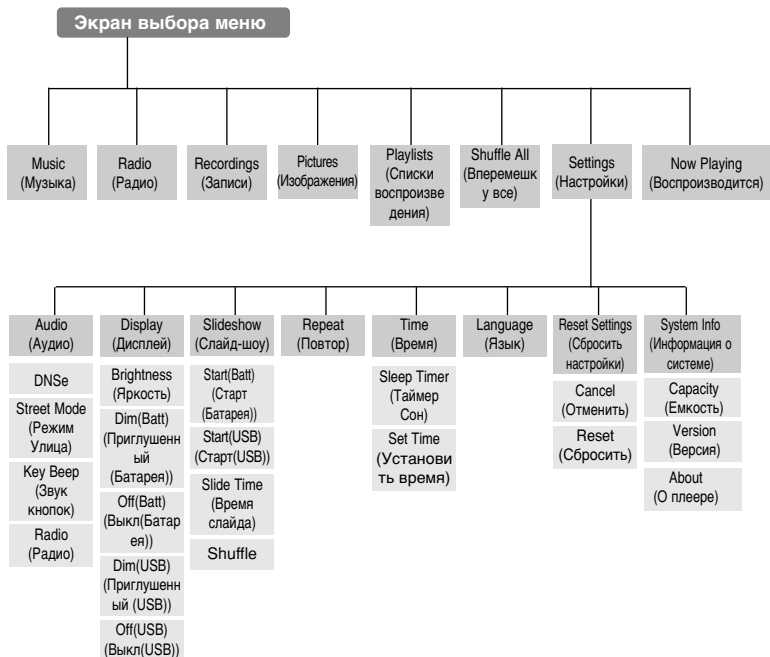 Экран выбора меню
Music
(Музыка)
Radio
(Радио)
Recordings
(Записи)
Pictures
(Изображения)
Playlists
(Списки
воспроизве
дения)
Shuffle All
(Вперемешк
у все)
Settings
(Настройки)
Now Playing
(Воспроизводится)
Audio
(Аудио)
DNSe
Street Mode
(Режим
Улица)
Key Beep
(Звук
кнопок)
Radio
(Радио)
Display
(Дисплей)
Brightness
(Яркость)
Dim(Batt)
(Приглушенн
ый
(Батарея))
Off(Batt)
(Выкл(Батар
ея))
Dim(USB)
(Приглушенн
ый (USB))
Off(USB)
(Выкл(USB))
Slideshow
(Слайд-шоу)
Start(Batt)
(Старт
(Батарея))
Start(USB)
(Старт(USB))
Slide Time
(Время
слайда)
Shuffle
Repeat
(Повтор)
Time
(Время)
Sleep Timer
(Таймер
Сон)
Set Time
(Установи
ть время)
Language
(Язык)
Reset Settings
(Сбросить
настройки)
Cancel
(Отменить)
Reset
(Сбросить)
System Info
(Информация о
системе)
Capacity
(Емкость)
Version
(Версия)
About
(О плеере)